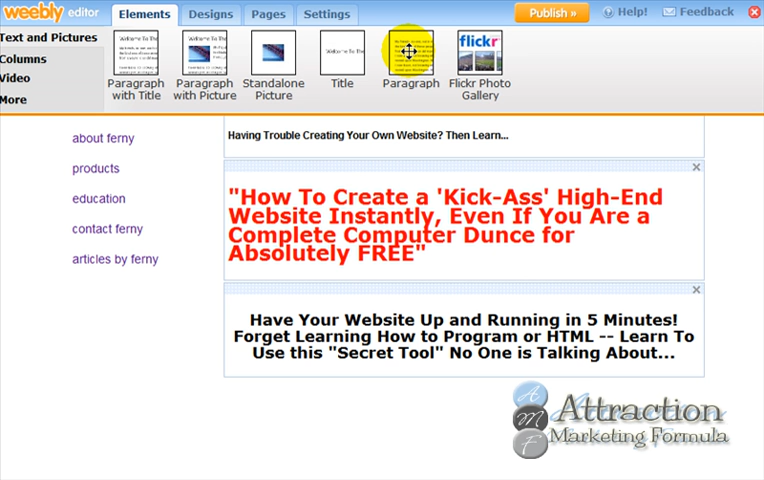 weebly editor
Elements
Designs
Pages
Settings
Publish »
Help!
Feedback
Text and Pictures
Columns
Video
More
Paragraph with Title
Paragraph with Picture
Standalone Picture
Title
Paragraph
flickr
Flickr Photo Gallery
about ferny
products
education
contact ferny
articles by ferny
Having Trouble Creating Your Own Website? Then Learn...
"How To Create a 'Kick-Ass' High-End
Website Instantly, Even If You Are a
Complete Computer Dunce for
Absolutely FREE"
Have Your Website Up and Running in 5 Minutes!
Forget Learning How to Program or HTML -- Learn To
Use this "Secret Tool" No One is Talking About...
A
M
F
Attraction
Marketing Formula